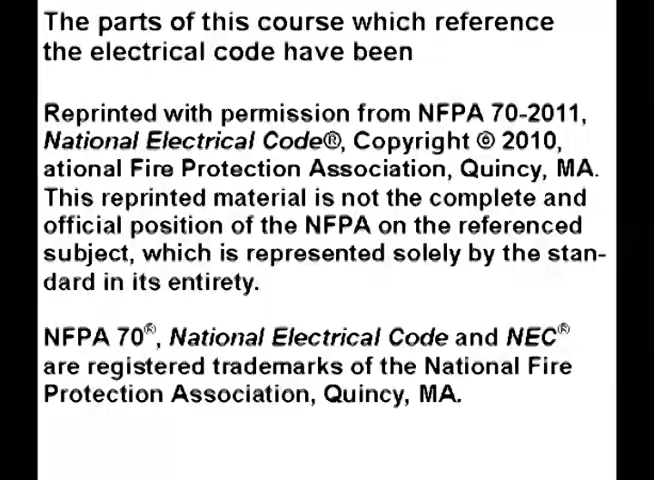 The parts of this course which reference
the electrical code have been
Reprinted with permission from NFPA 70-2011,
National Electrical Code®, Copyright © 2010,
ational Fire Protection Association, Quincy, MA.
This reprinted material is not the complete and
official position of the NFPA on the referenced
subject, which is represented solely by the stan-
dard in its entirety.
NFPA 70®, National Electrical Code and NEC®
are registered trademarks of the National Fire
Protection Association, Quincy, MA.